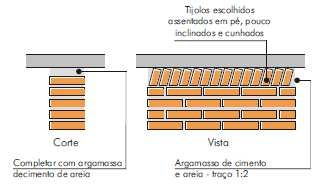 Tijolos escolhidos
assentados em pé, pouco
inclinados e cunhados
Corte
Vista
Completar com argamassa
decimento de areia
Argamassa de cimento
e areia - traço 1:2